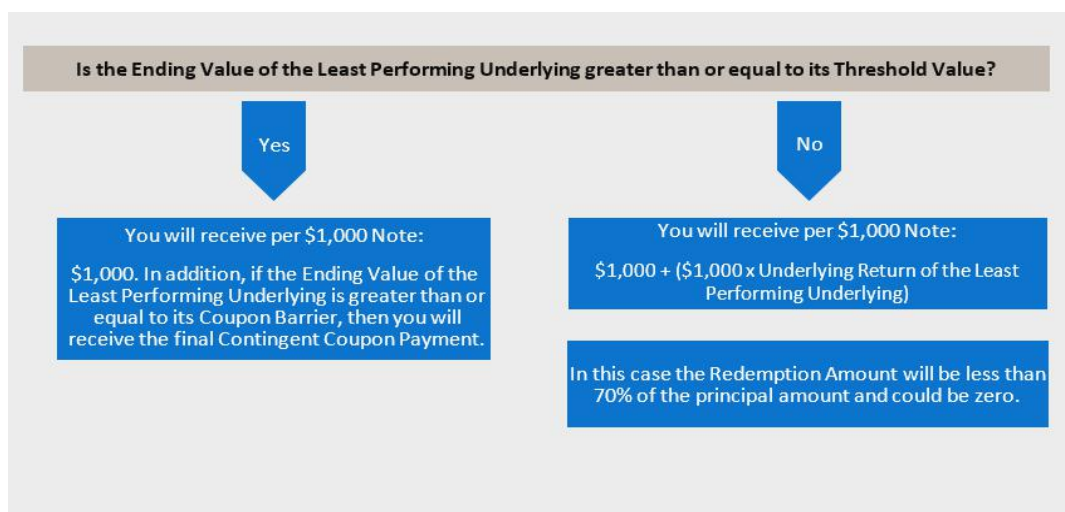 Is the Ending Value of the Least Performing Underlying greater than or equal to its Threshold Value?
Yes
No
You will receive per $1,000 Note:
$1,000. In addition, if the Ending Value of the
Least Performing Underlying is greater than or
equal to its Coupon Barrier, then you will
receive the final Contingent Coupon Payment.
You will receive per $1,000 Note:
$1,000 + ($1,000 x Underlying Return of the Least
Performing Underlying)
In this case the Redemption Amount will be less than
70% of the principal amount and could be zero.